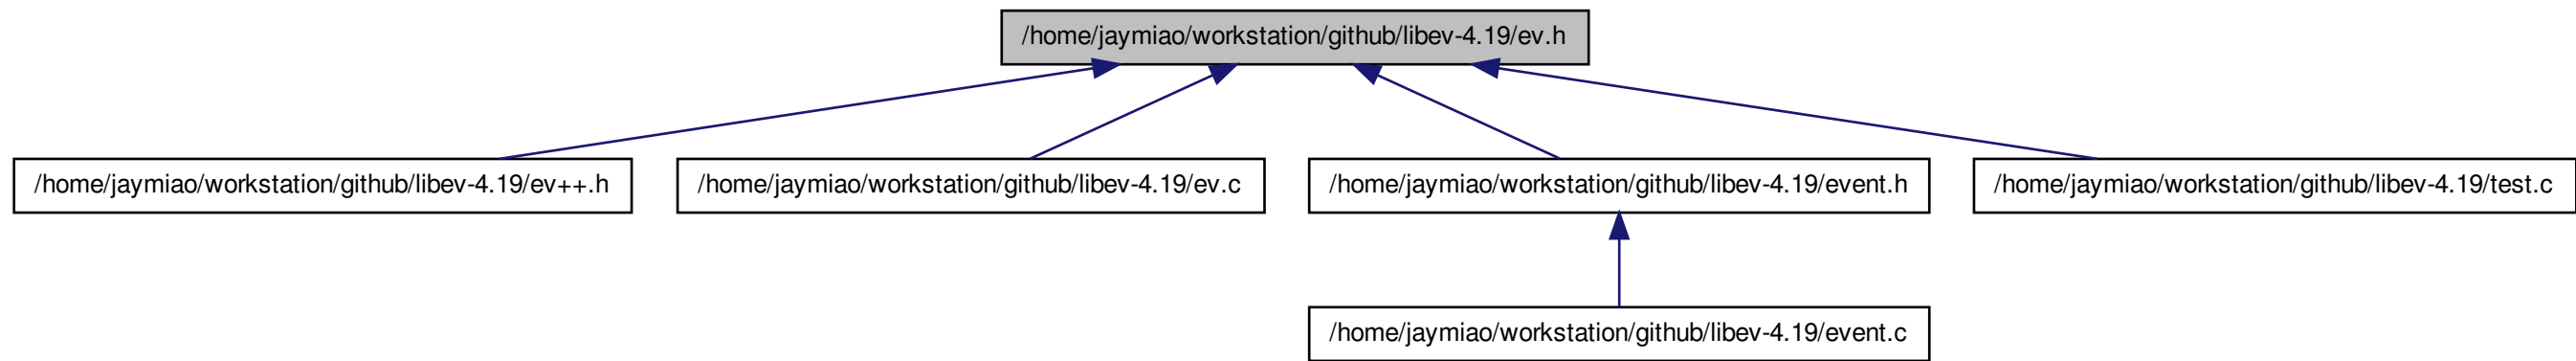 /home/jaymiao/workstation/github/libev-4.19/ev.h
/home/jaymiao/workstation/github/libev-4.19/ev++.h
/home/jaymiao/workstation/github/libev-4.19/ev.c
/home/jaymiao/workstation/github/libev-4.19/event.h
/home/jaymiao/workstation/github/libev-4.19/test.c
/home/jaymiao/workstation/github/libev-4.19/event.c